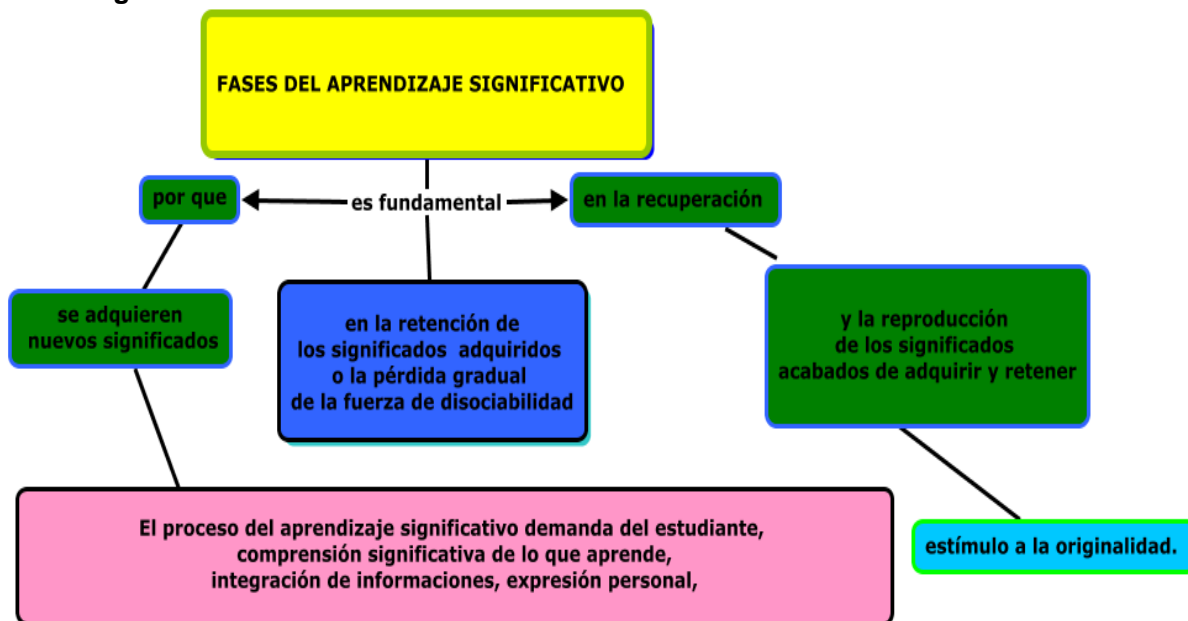 FASES DEL APRENDIZAJE SIGNIFICATIVO
por que
es fundamental
en la recuperación
se adquieren
nuevos significados
en la retención de
los significados adquiridos
o la pérdida gradual
de la fuerza de disociabilidad
y la reproducción
de los significados
acabados de adquirir y retener
El proceso del aprendizaje significativo demanda del estudiante,
comprensión significativa de lo que aprende,
integración de informaciones, expresión personal,
estímulo a la originalidad.